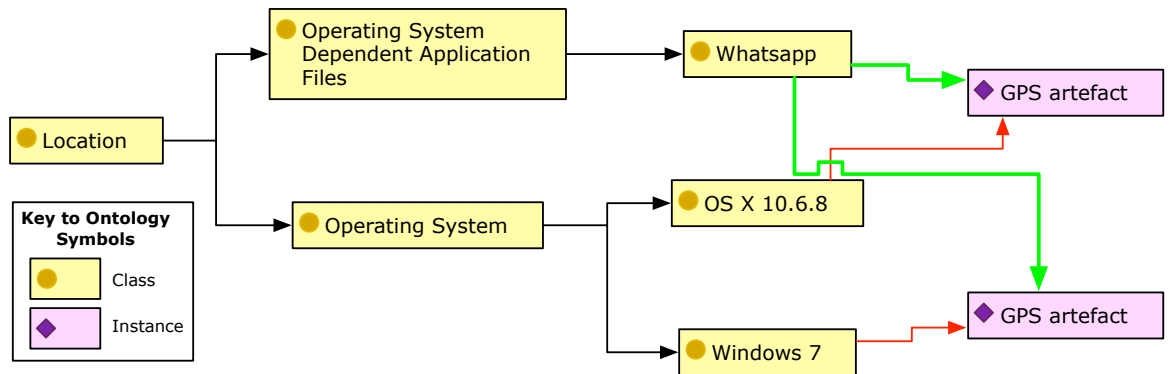 Operating System
Dependent Application
Files
Whatsapp
GPS artefact
Location
OS X 10.6.8
Key to Ontology
Symbols
Operating System
Class
GPS artefact
Instance
Windows 7